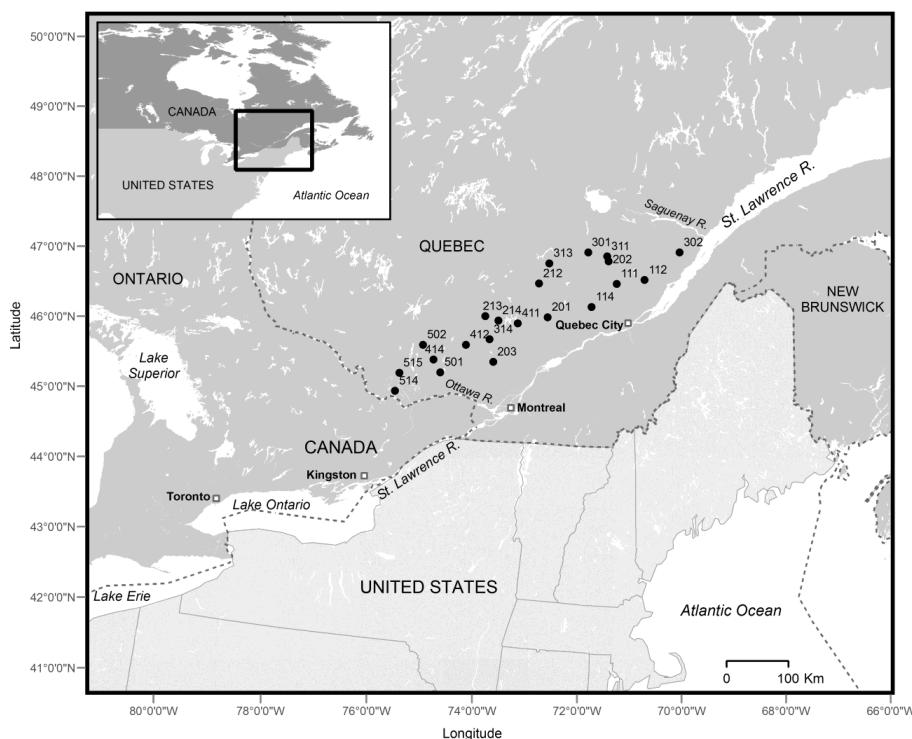 50°0'0"N
49°0'0"N
48°0'0"N
47°0'0"N
46°0'0"N
45°0'0"N
44°0'0"N
43°0'0"N
42°0'0"N
41°0'0"N
Latitude
CANADA
UNITED STATES
Atlantic Ocean
St. Lawrence R.
Saguenay R.
QUEBEC
ONTARIO
NEW
BRUNSWICK
Lake
Superior
301
311
302
313
202
212
111
112
114
213
214
411
201
Quebec City
314
502
412
414
203
515
501
514
Ottawa R.
Montreal
CANADA
St. Lawrence R.
Kingston
Toronto
Lake Ontario
Lake Erie
UNITED STATES
Atlantic Ocean
0
100 Km
80°0'0"W
78°0'0"W
76°0'0"W
74°0'0"W
72°0'0"W
70°0'0"W
68°0'0"W
66°0'0"W
Longitude